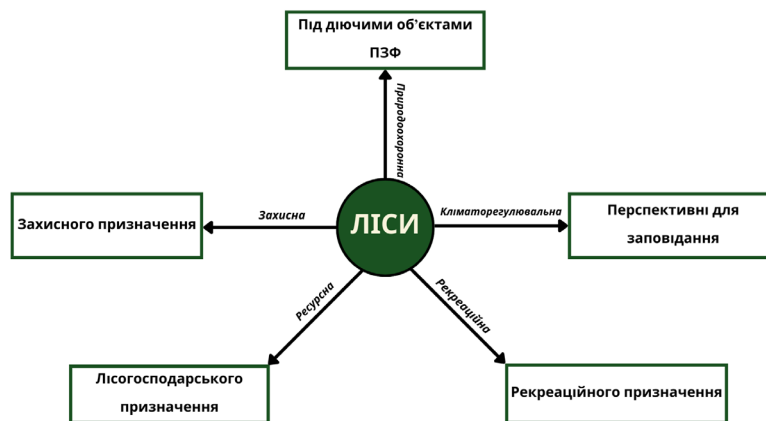 Під діючими об’єктами
ПЗФ
Природоохоронна
Захисного призначення
Захисна
ЛІСИ
Кліматорегулювальна
Перспективні для
заповідання
Ресурсна
Рекреаційна
Лісогосподарського
призначення
Рекреаційного призначення